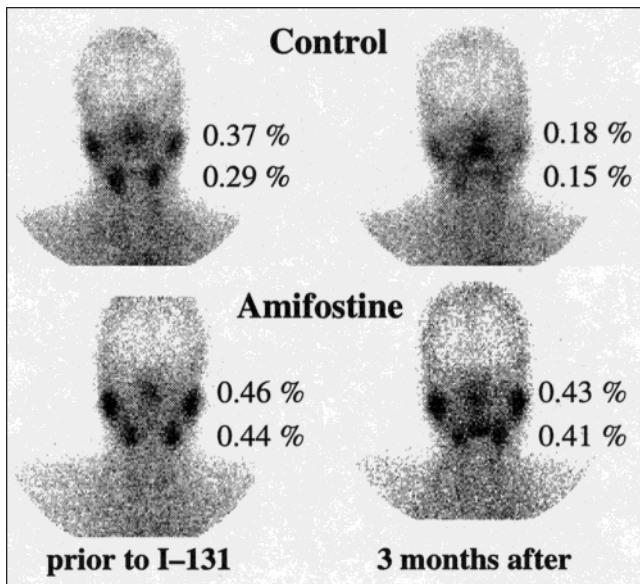 Control
0.37 % 0.18 %
0.29 % 0.15 %
Amifostine
0.46 % 0.43 %
0.44 % 0.41 %
prior to I–131 3 months after